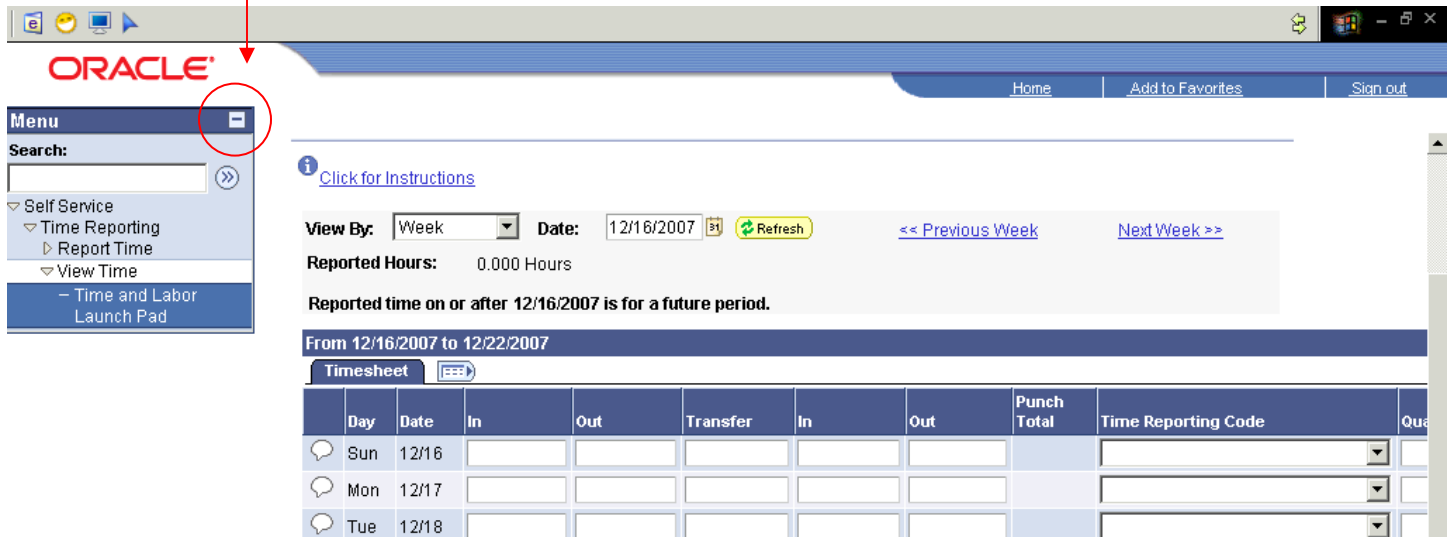 ORACLE
Home Add to Favorites Sign out
Menu
Search:
Self Service
Time Reporting
Report Time
View Time
– Time and Labor
Launch Pad
Click for Instructions
View By: Week Date: 12/16/2007 31 Refresh << Previous Week Next Week >>
Reported Hours: 0.000 Hours
Reported time on or after 12/16/2007 is for a future period.
From 12/16/2007 to 12/22/2007
Timesheet
Day Date In Out Transfer In Out Punch Total Time Reporting Code Qua
Sun 12/16
Mon 12/17
Tue 12/18